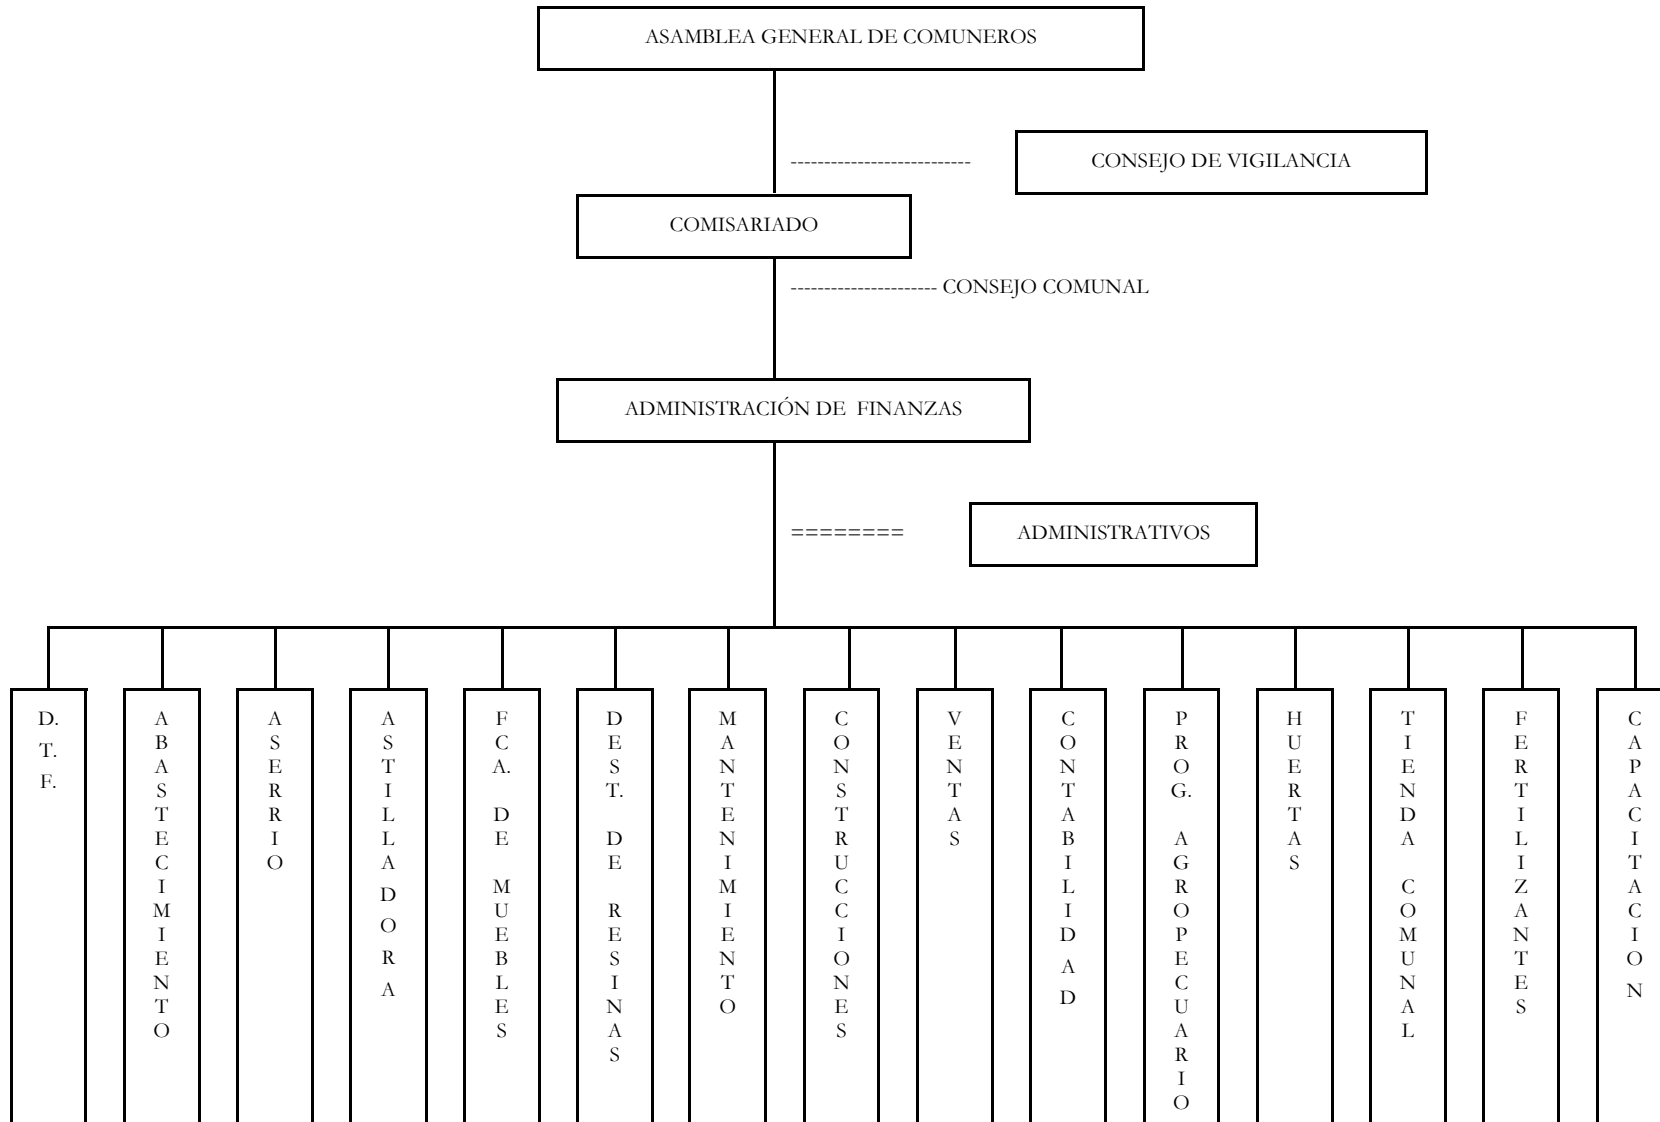 ASAMBLEA GENERAL DE COMUNEROS
--------------------------- CONSEJO DE VIGILANCIA
COMISARIADO
---------------------- CONSEJO COMUNAL
ADMINISTRACIÓN DE FINANZAS
======== ADMINISTRATIVOS
D. T. F.
ABASTECIMIENTO
ASERRIO
ASTILLADORA
FCA. DE MUEBLES
DEST. DE RESINAS
MANTENIMIENTO
CONSTRUCCIONES
VENTAS
CONTABILIDAD
PROG. AGROPECUARIO
HUERTAS
TIENDA COMUNAL
FERTILIZANTES
CAPACITACION